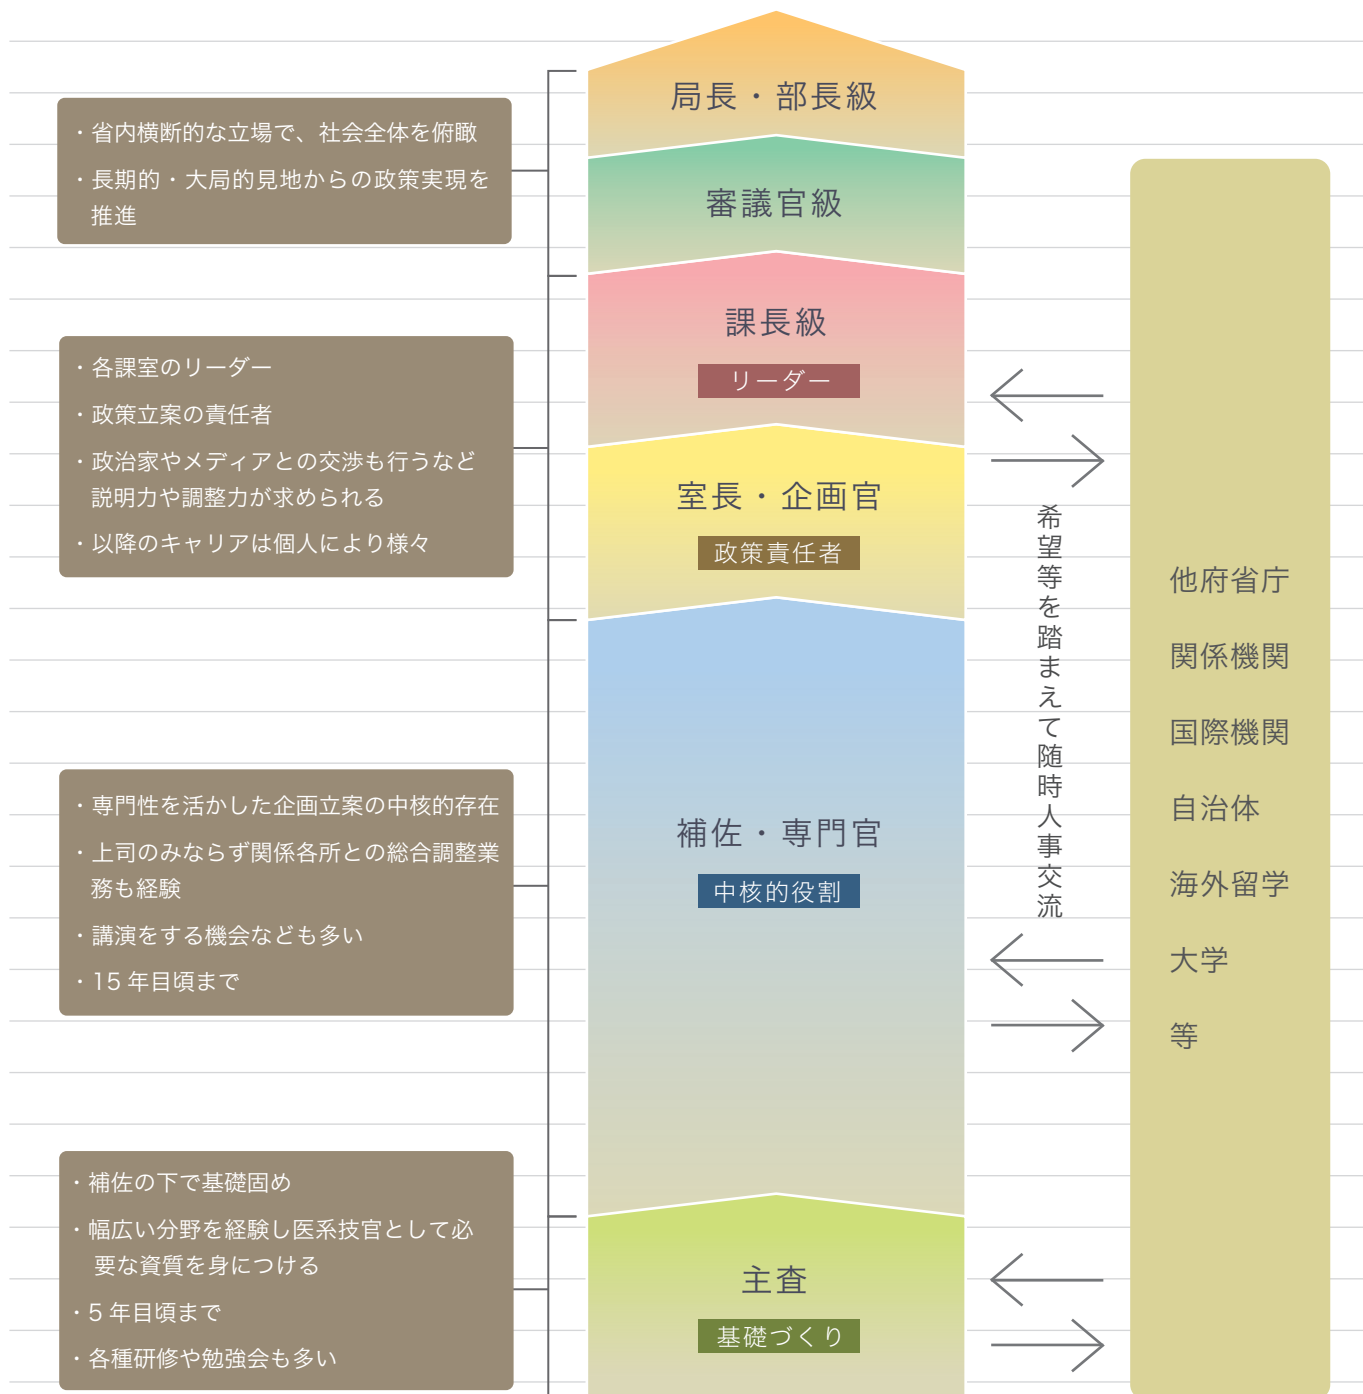 局長・部長級
・省内横断的な立場で、社会全体を俯瞰
・長期的・大局的見地からの政策実現を
推進
審議官級
課長級
リーダー
・各課室のリーダー
・政策立案の責任者
・政治家やメディアとの交渉も行うなど
説明力や調整力が求められる
・以降のキャリアは個人により様々
室長・企画官
政策責任者
補佐・専門官
中核的役割
・専門性を活かした企画立案の中核的存在
・上司のみならず関係各所との総合調整業
務も経験
・講演をする機会なども多い
・15 年目頃まで
主査
基礎づくり
・補佐の下で基礎固め
・幅広い分野を経験し医系技官として必
要な資質を身につける
・5 年目頃まで
・各種研修や勉強会も多い
希望等を踏まえて随時人事交流
他府省庁
関係機関
国際機関
自治体
海外留学
大学
等